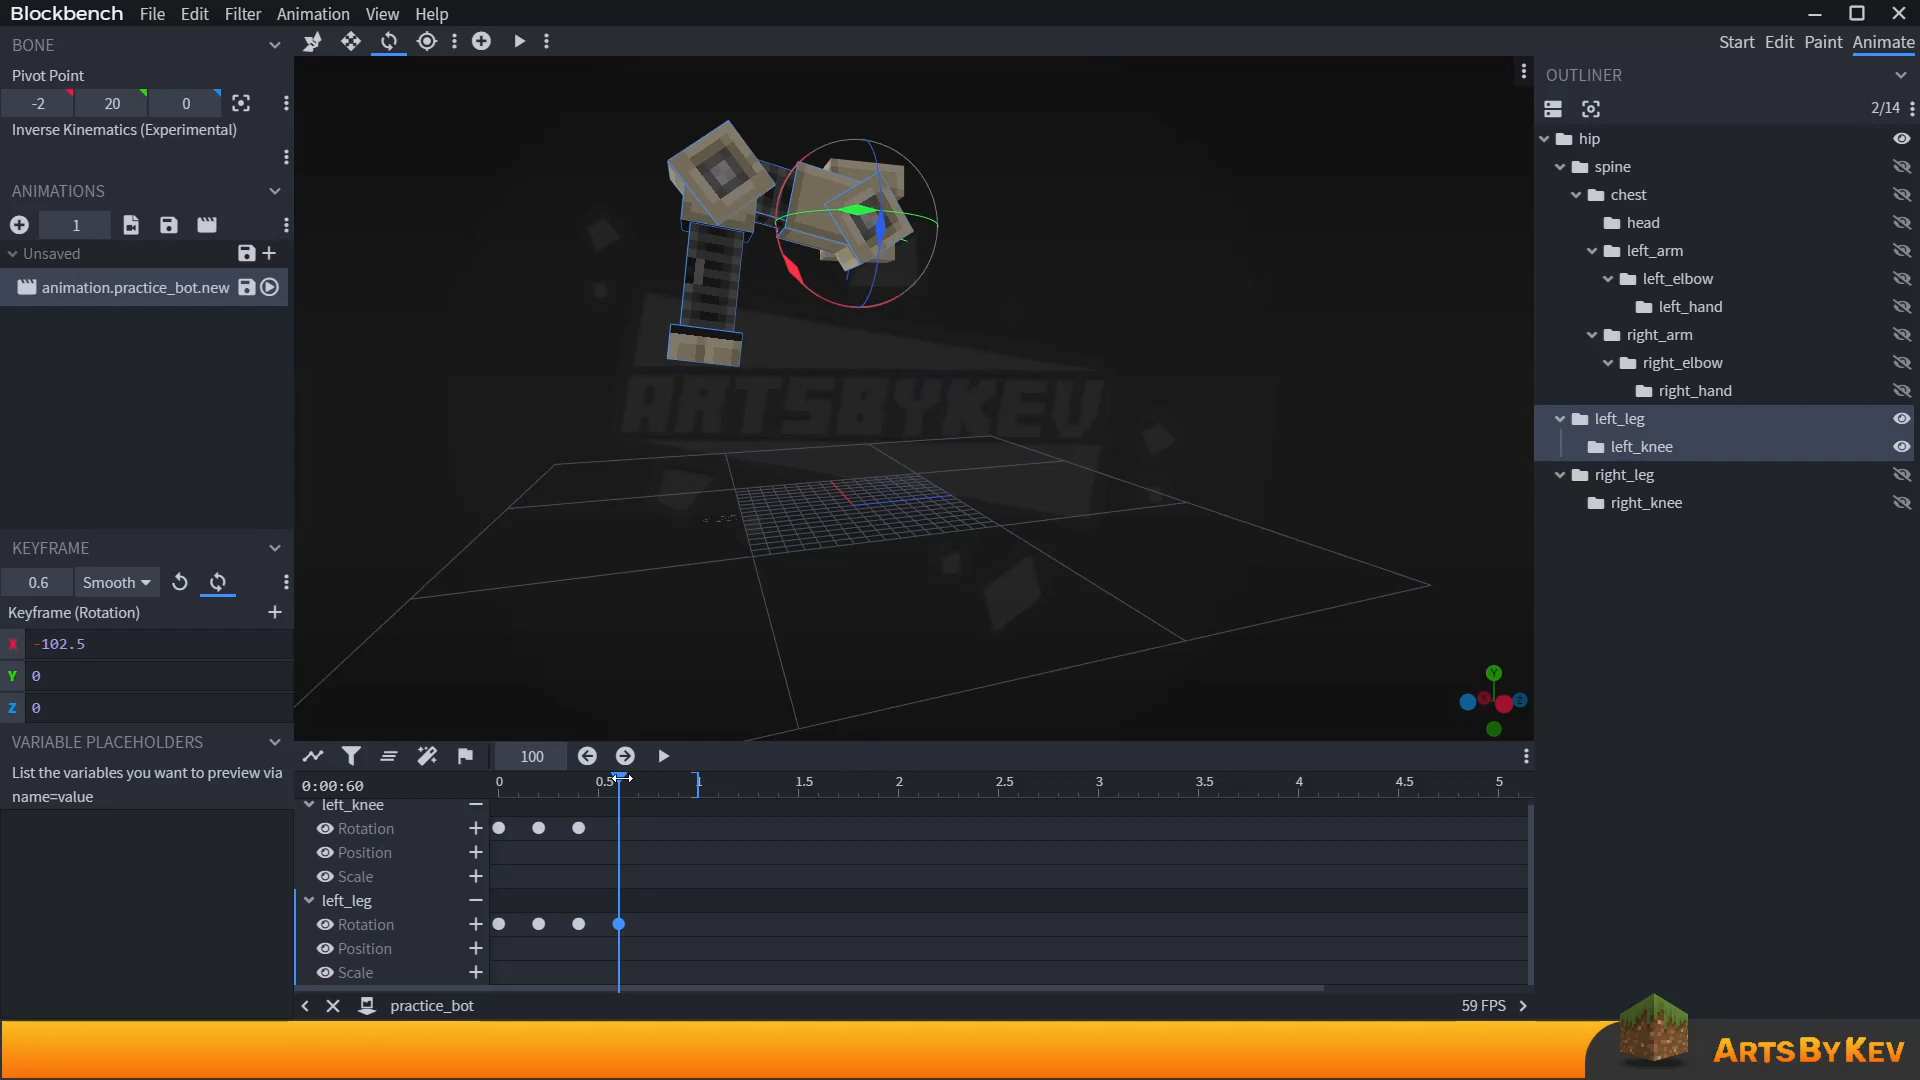 Blockbench File Edit Filter Animation View Help
Start Edit Paint Animate
BONE
Pivot Point
-2 20 0
Inverse Kinematics (Experimental)
ANIMATIONS
1
Unsaved
animation.practice_bot.new
KEYFRAME
0.6 Smooth
Keyframe (Rotation)
X -102.5
Y 0
Z 0
VARIABLE PLACEHOLDERS
List the variables you want to preview via
name=value
ARTSBYKEV
Y
Z
OUTLINER
2/14
hip
spine
chest
head
left_arm
left_elbow
left_hand
right_arm
right_elbow
right_hand
left_leg
left_knee
right_leg
right_knee
100
0:00:60
0 0.5 1 1.5 2 2.5 3 3.5 4 4.5 5
left_knee
Rotation
Position
Scale
left_leg
Rotation
Position
Scale
practice_bot
59 FPS
ARTSBYKEV